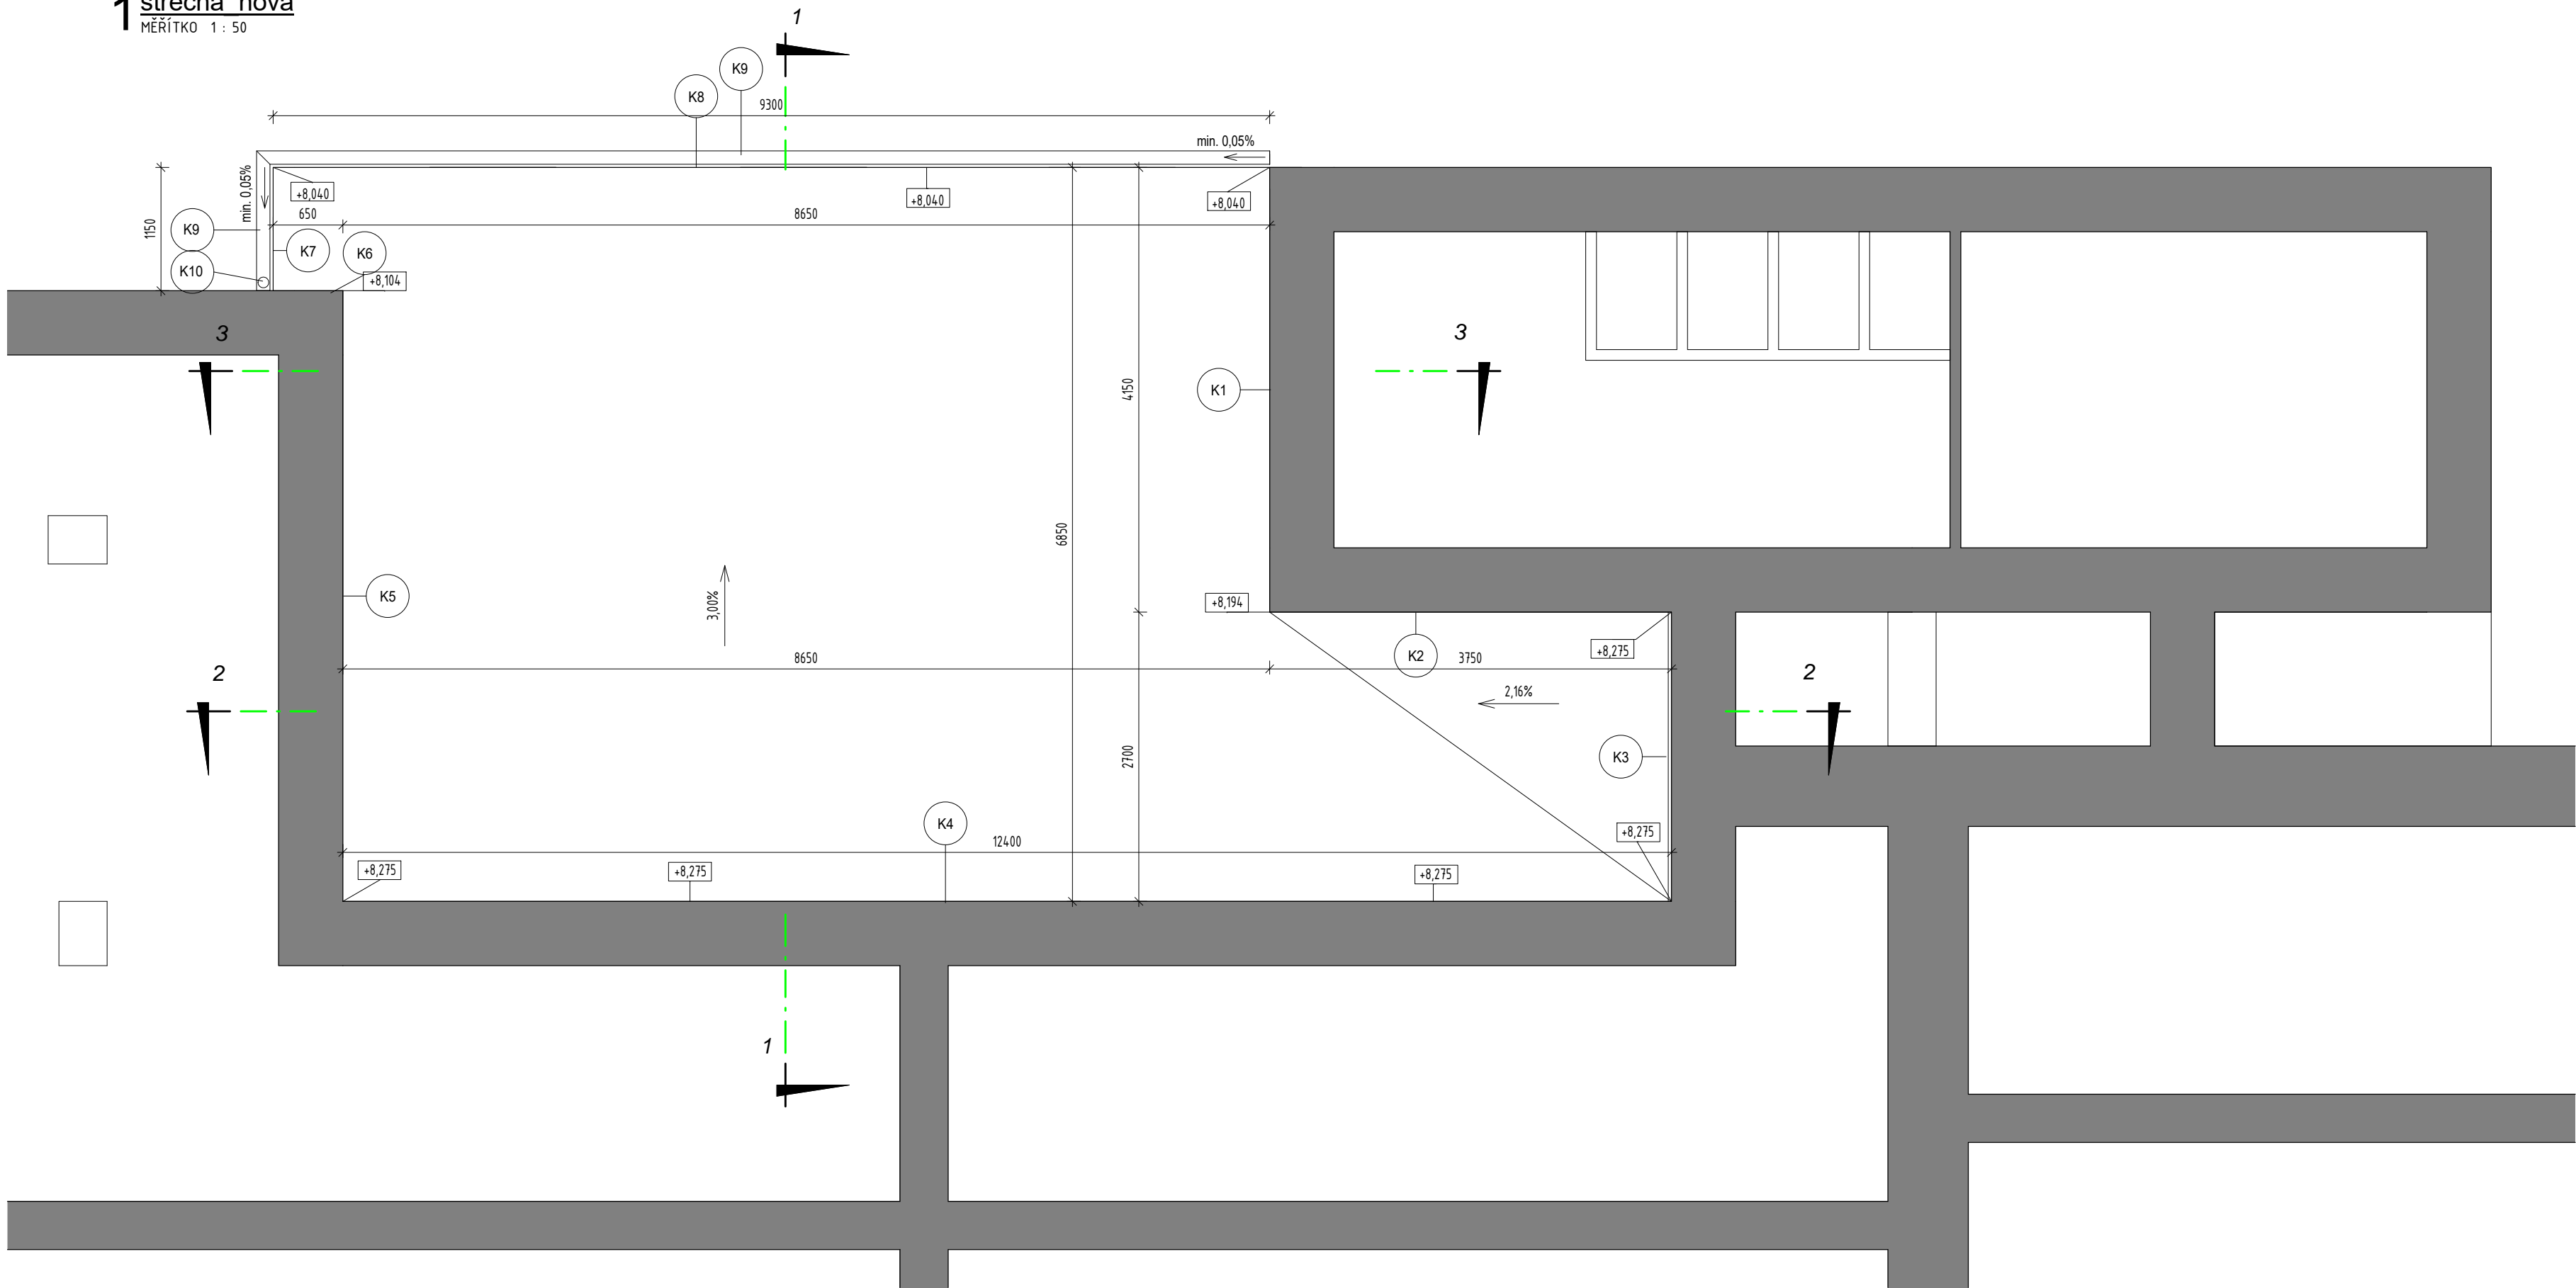 1 střecha_nová
MĚŘÍTKO 1 : 50
1
K9
K8
9300
min. 0,05%
min. 0,05%
+8,040
+8,040
+8,040
650
8650
1150
K9
K7
K6
K10
+8,104
3
3
4150
K1
6850
3,00%
K5
+8,194
+8,275
K2
8650
3750
2
2
2,16%
2700
K3
K4
+8,275
12400
+8,275
+8,275
+8,275
1